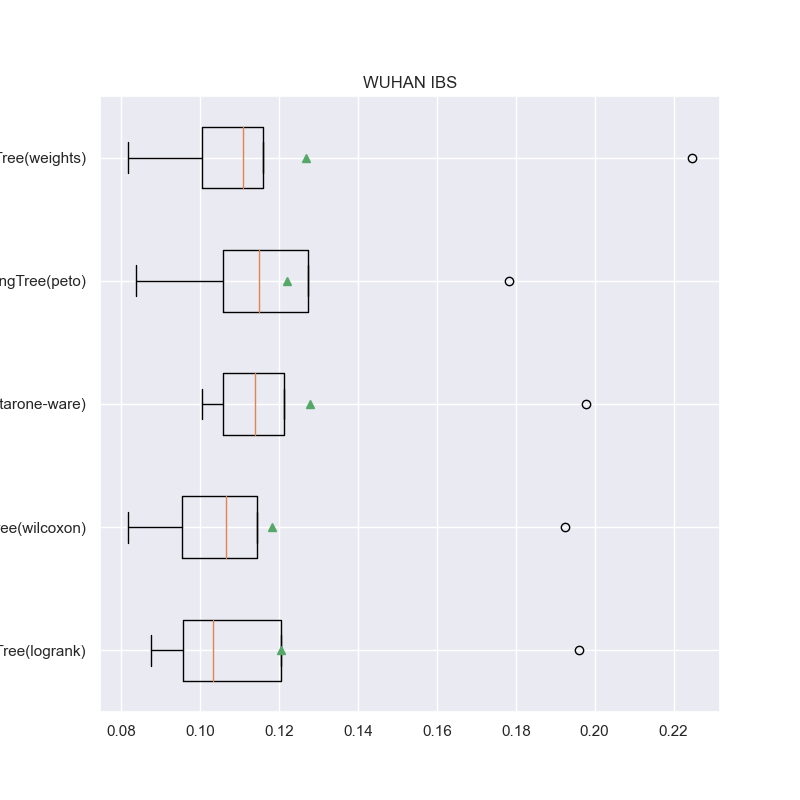 WUHAN IBS
Tree(weights)
ngTree(peto)
tarone-ware)
ree(wilcoxon)
Tree(logrank)
0.08 0.10 0.12 0.14 0.16 0.18 0.20 0.22